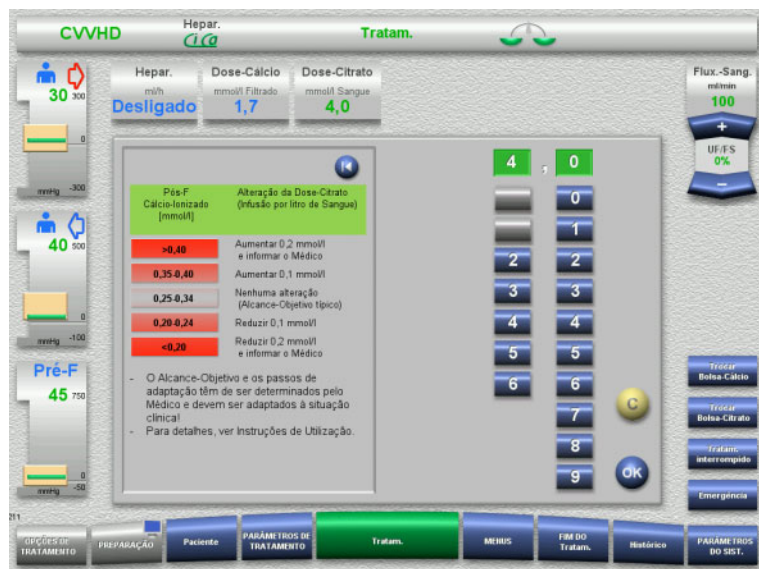 CVVHD
Hepar.
CiCa
Tratam.
30
300
0
mmHg
-300
Hepar.
ml/h
Desligado
Dose-Cálcio
mmol/l Filtrado
1,7
Dose-Citrato
mmol/l Sangue
4,0
Flux.-Sang.
ml/min
100
+
UF/FS
0%
−
40
500
0
mmHg
-100
Pré-F
45
750
0
mmHg
-50
Pós-F
Cálcio-Ionizado
[mmol/l]
Alteração da Dose-Citrato
(Infusão por litro de Sangue)
>0,40
Aumentar 0,2 mmol/l
e informar o Médico
0,35-0,40
Aumentar 0,1 mmol/l
0,25-0,34
Nenhuma alteração
(Alcance-Objetivo típico)
0,20-0,24
Reduzir 0,1 mmol/l
<0,20
Reduzir 0,2 mmol/l
e informar o Médico
- O Alcance-Objetivo e os passos de
adaptação têm de ser determinados pelo
Médico e devem ser adaptados à situação
clínica!
- Para detalhes, ver Instruções de Utilização.
4 , 0
0
1
2 2
3 3
4 4
5 5
6 6
7
8
9
C
OK
Trocar
Bolsa-Cálcio
Trocar
Bolsa-Citrato
Tratam.
interrompido
Emergência
211
OPÇÕES DE
TRATAMENTO
PREPARAÇÃO
Paciente
PARÂMETROS DE
TRATAMENTO
Tratam.
MENUS
FIM DO
Tratam.
Histórico
PARÂMETROS
DO SIST.